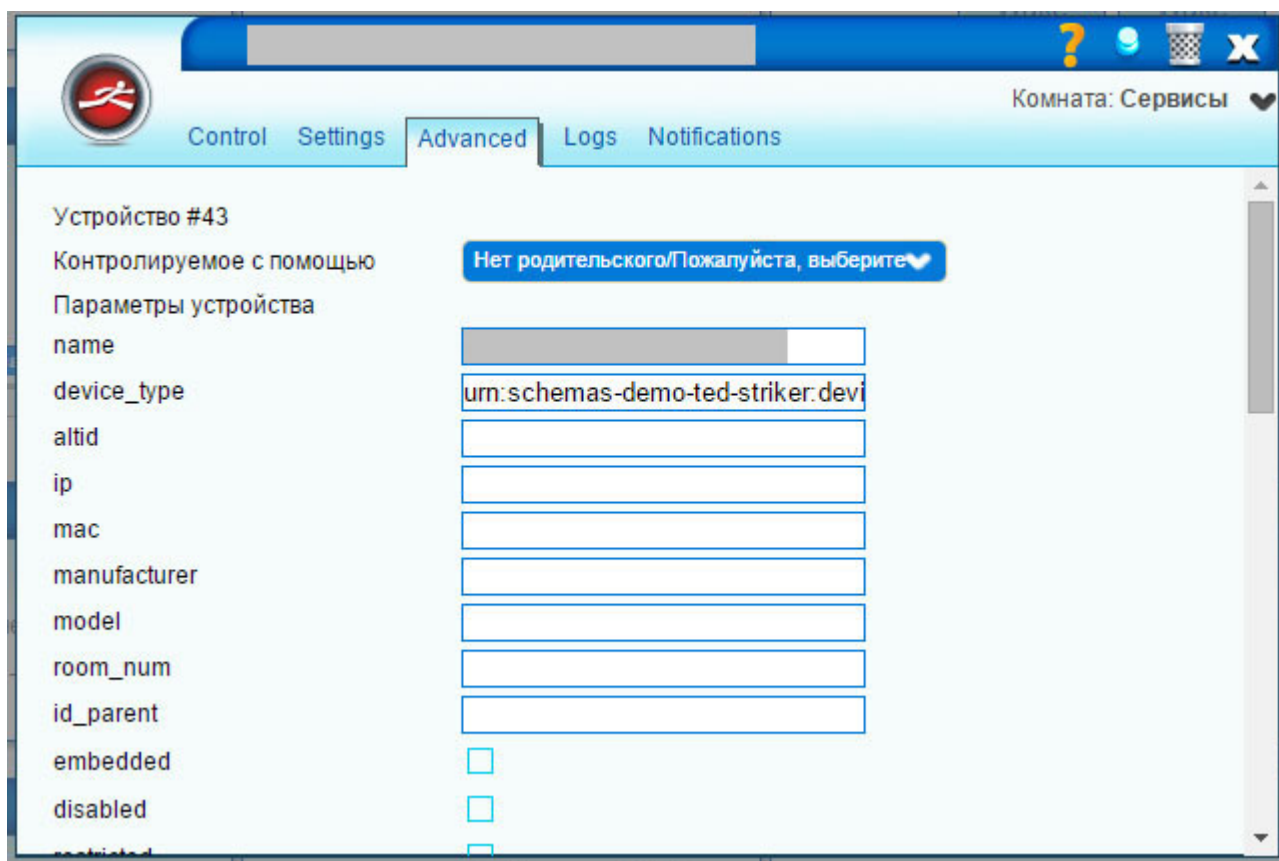 Комната: Сервисы
Control Settings Advanced Logs Notifications
Устройство #43
Контролируемое с помощью Нет родительского/Пожалуйста, выберите
Параметры устройства
name
device_type urn:schemas-demo-ted-striker:devi
altid
ip
mac
manufacturer
model
room_num
id_parent
embedded
disabled